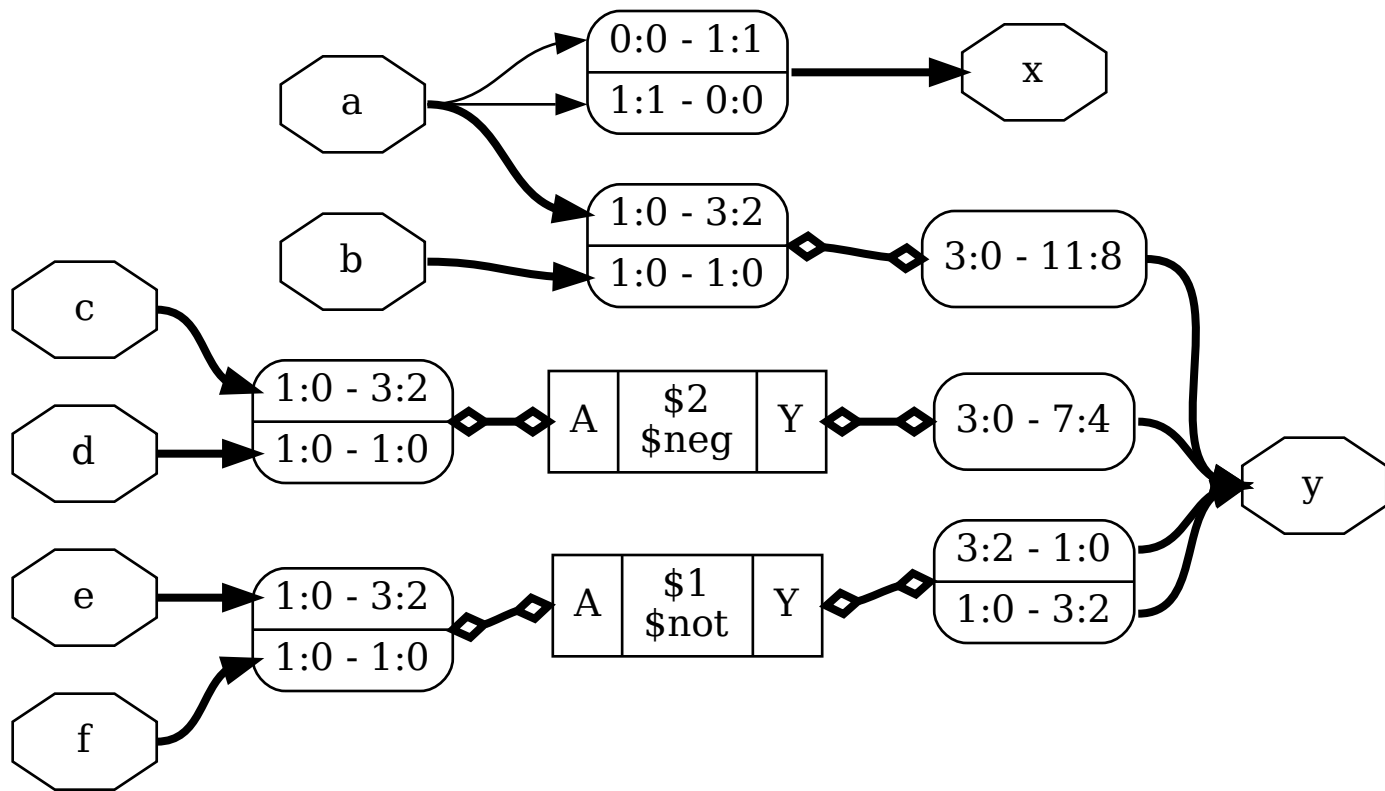 a
0:0 - 1:1
1:1 - 0:0
x
b
1:0 - 3:2
1:0 - 1:0
3:0 - 11:8
c
d
1:0 - 3:2
1:0 - 1:0
A
$2
$neg
Y
3:0 - 7:4
y
e
f
1:0 - 3:2
1:0 - 1:0
A
$1
$not
Y
3:2 - 1:0
1:0 - 3:2